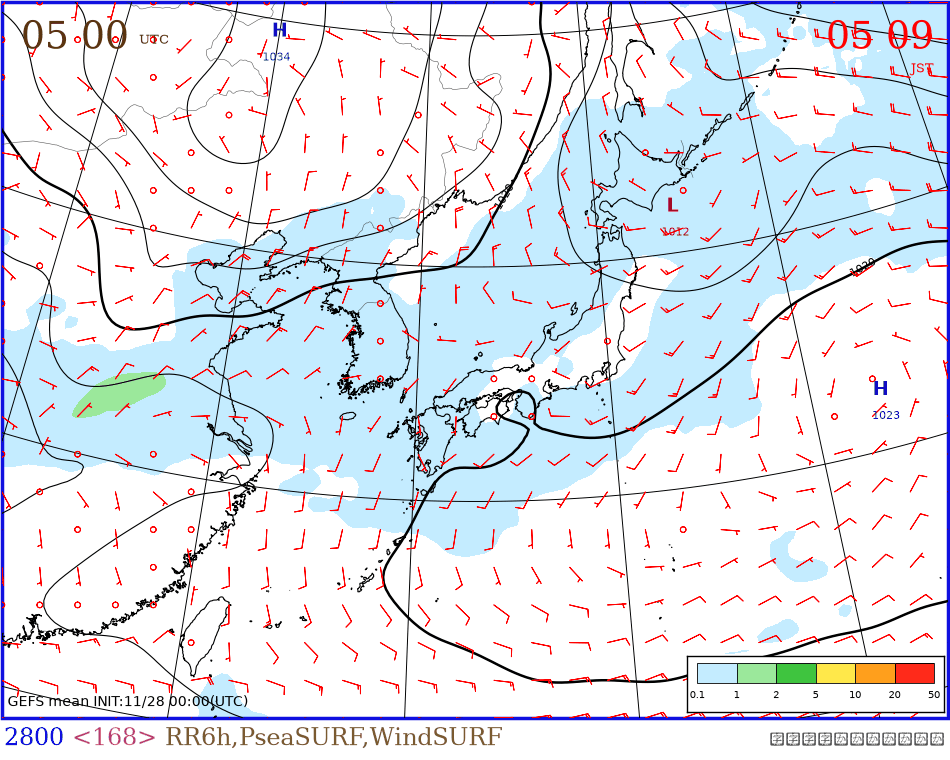 05 00 UTC
05 09 JST
H
1034
L
1012
1020
H
1023
0.1 1 2 5 10 20 50
GEFS mean INIT:11/28 00:00(UTC)
2800 <168> RR6h,PseaSURF,WindSURF